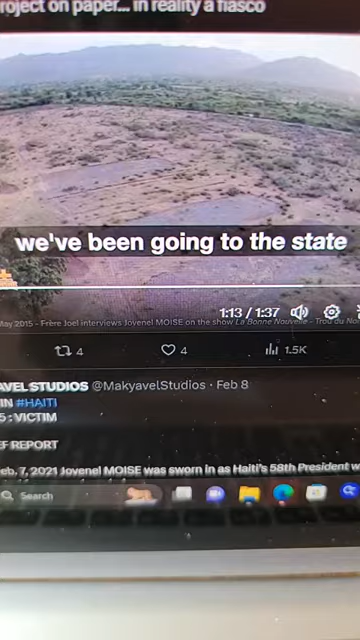 roject on paper... in reality a fiasco
we've been going to the state
1:13 / 1:37
May 2015 - Frère Joel interviews Jovenel MOISE on the show La Bonne Nouvelle - Trou du No
4 4 1.5K
AVEL STUDIOS @MakyavelStudios · Feb 8
IN #HAITI
5 : VICTIM
EF REPORT
eb. 7, 2021 Jovenel MOISE was sworn in as Haiti's 58th President w
Search